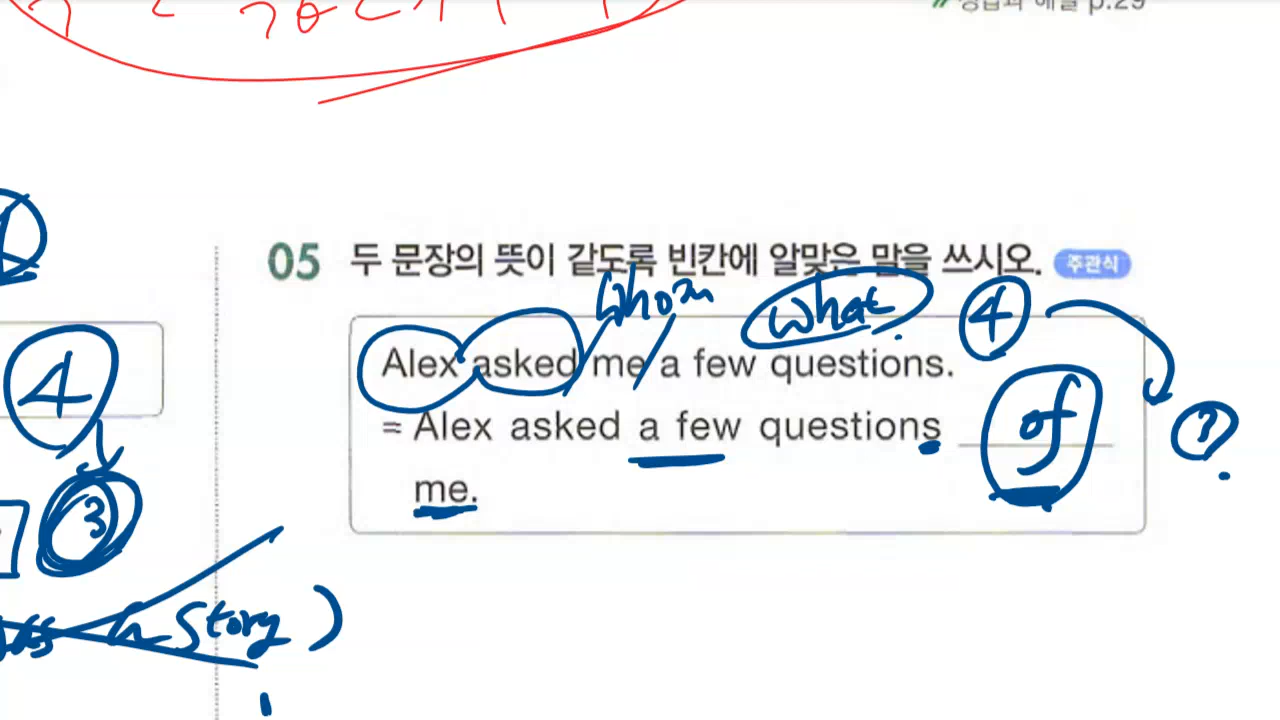 정답과 해설 p.29
05 두 문장의 뜻이 같도록 빈칸에 알맞은 말을 쓰시오. 주관식
whom what 4
Alex asked me a few questions.
= Alex asked a few questions of
me.
4
3
story )